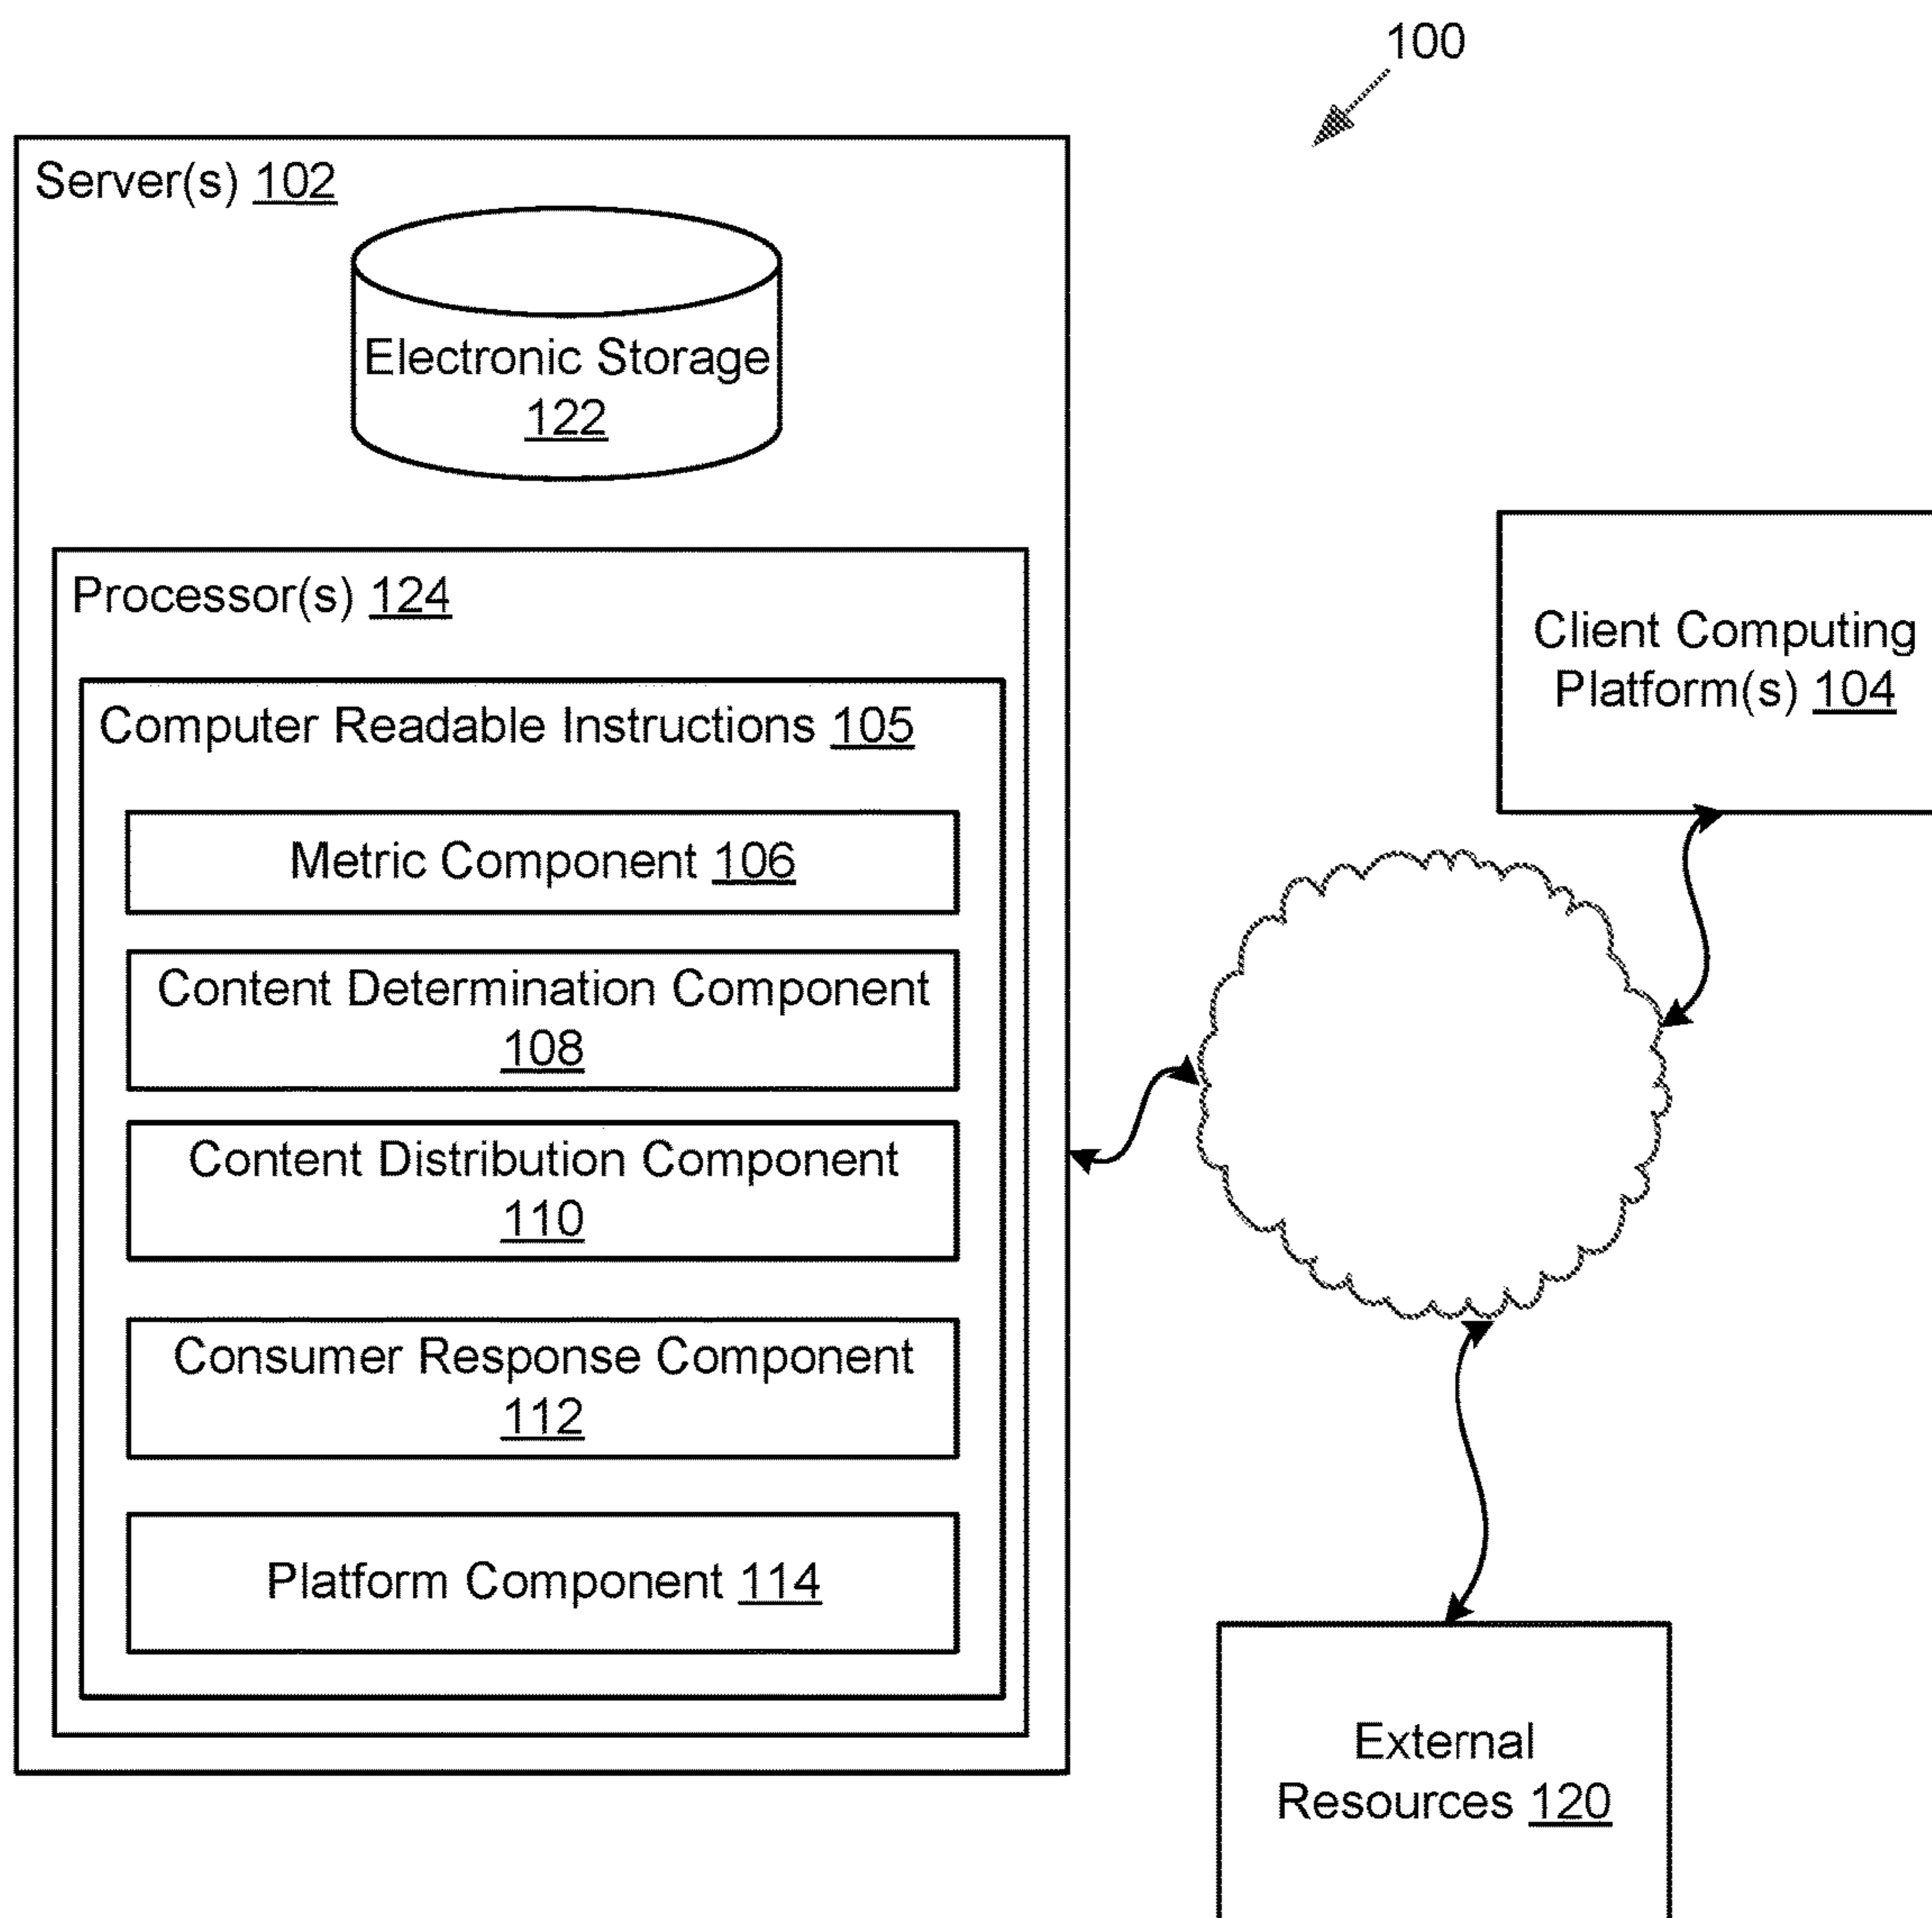 100
Server(s) 102
Electronic Storage
122
Processor(s) 124
Computer Readable Instructions 105
Metric Component 106
Content Determination Component
108
Content Distribution Component
110
Consumer Response Component
112
Platform Component 114
Client Computing
Platform(s) 104
External
Resources 120